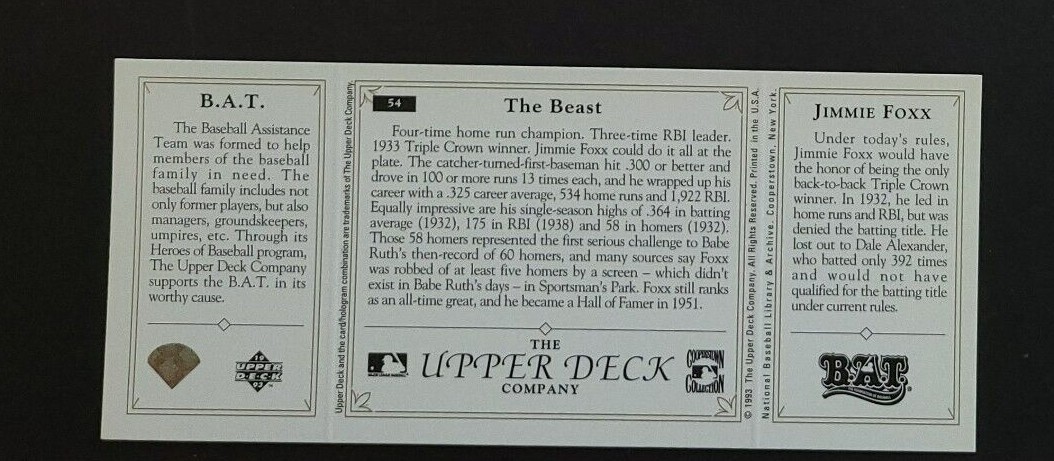 B.A.T.
The Baseball Assistance
Team was formed to help
members of the baseball
family in need. The
baseball family includes not
only former players, but also
managers, groundskeepers,
umpires, etc. Through its
Heroes of Baseball program,
The Upper Deck Company
supports the B.A.T. in its
worthy cause.
19
UPPER
DECK
93™
Upper Deck and the card/hologram combination are trademarks of The Upper Deck Company.
54
The Beast
Four-time home run champion. Three-time RBI leader.
1933 Triple Crown winner. Jimmie Foxx could do it all at the
plate. The catcher-turned-first-baseman hit .300 or better and
drove in 100 or more runs 13 times each, and he wrapped up his
career with a .325 career average, 534 home runs and 1,922 RBI.
Equally impressive are his single-season highs of .364 in batting
average (1932), 175 in RBI (1938) and 58 in homers (1932).
Those 58 homers represented the first serious challenge to Babe
Ruth's then-record of 60 homers, and many sources say Foxx
was robbed of at least five homers by a screen – which didn't
exist in Babe Ruth's days – in Sportsman's Park. Foxx still ranks
as an all-time great, and he became a Hall of Famer in 1951.
THE
UPPER DECK
COMPANY
COOPERSTOWN
COLLECTION
© 1993 The Upper Deck Company. All Rights Reserved. Printed in the U.S.A.
National Baseball Library & Archive, Cooperstown, New York.
JIMMIE FOXX
Under today's rules,
Jimmie Foxx would have
the honor of being the only
back-to-back Triple Crown
winner. In 1932, he led in
home runs and RBI, but was
denied the batting title. He
lost out to Dale Alexander,
who batted only 392 times
and would not have
qualified for the batting title
under current rules.
BAT